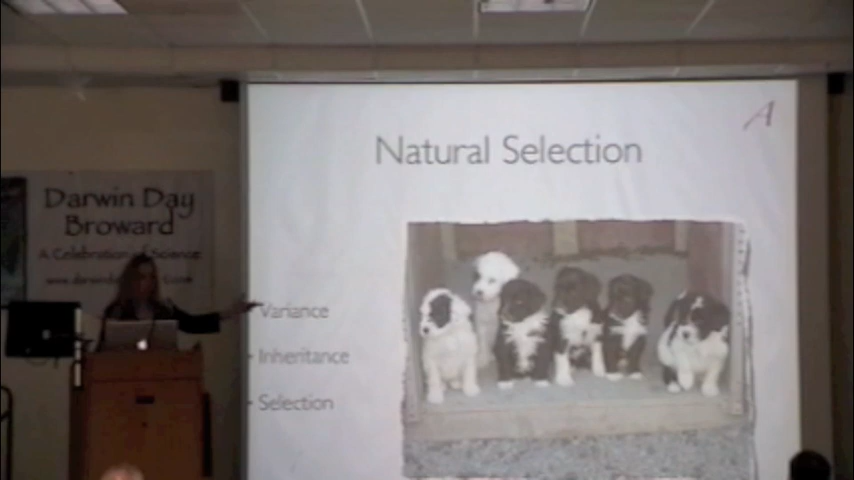 A
Natural Selection
Darwin Day
Broward
A Celebration of Science
Variance
Inheritance
Selection